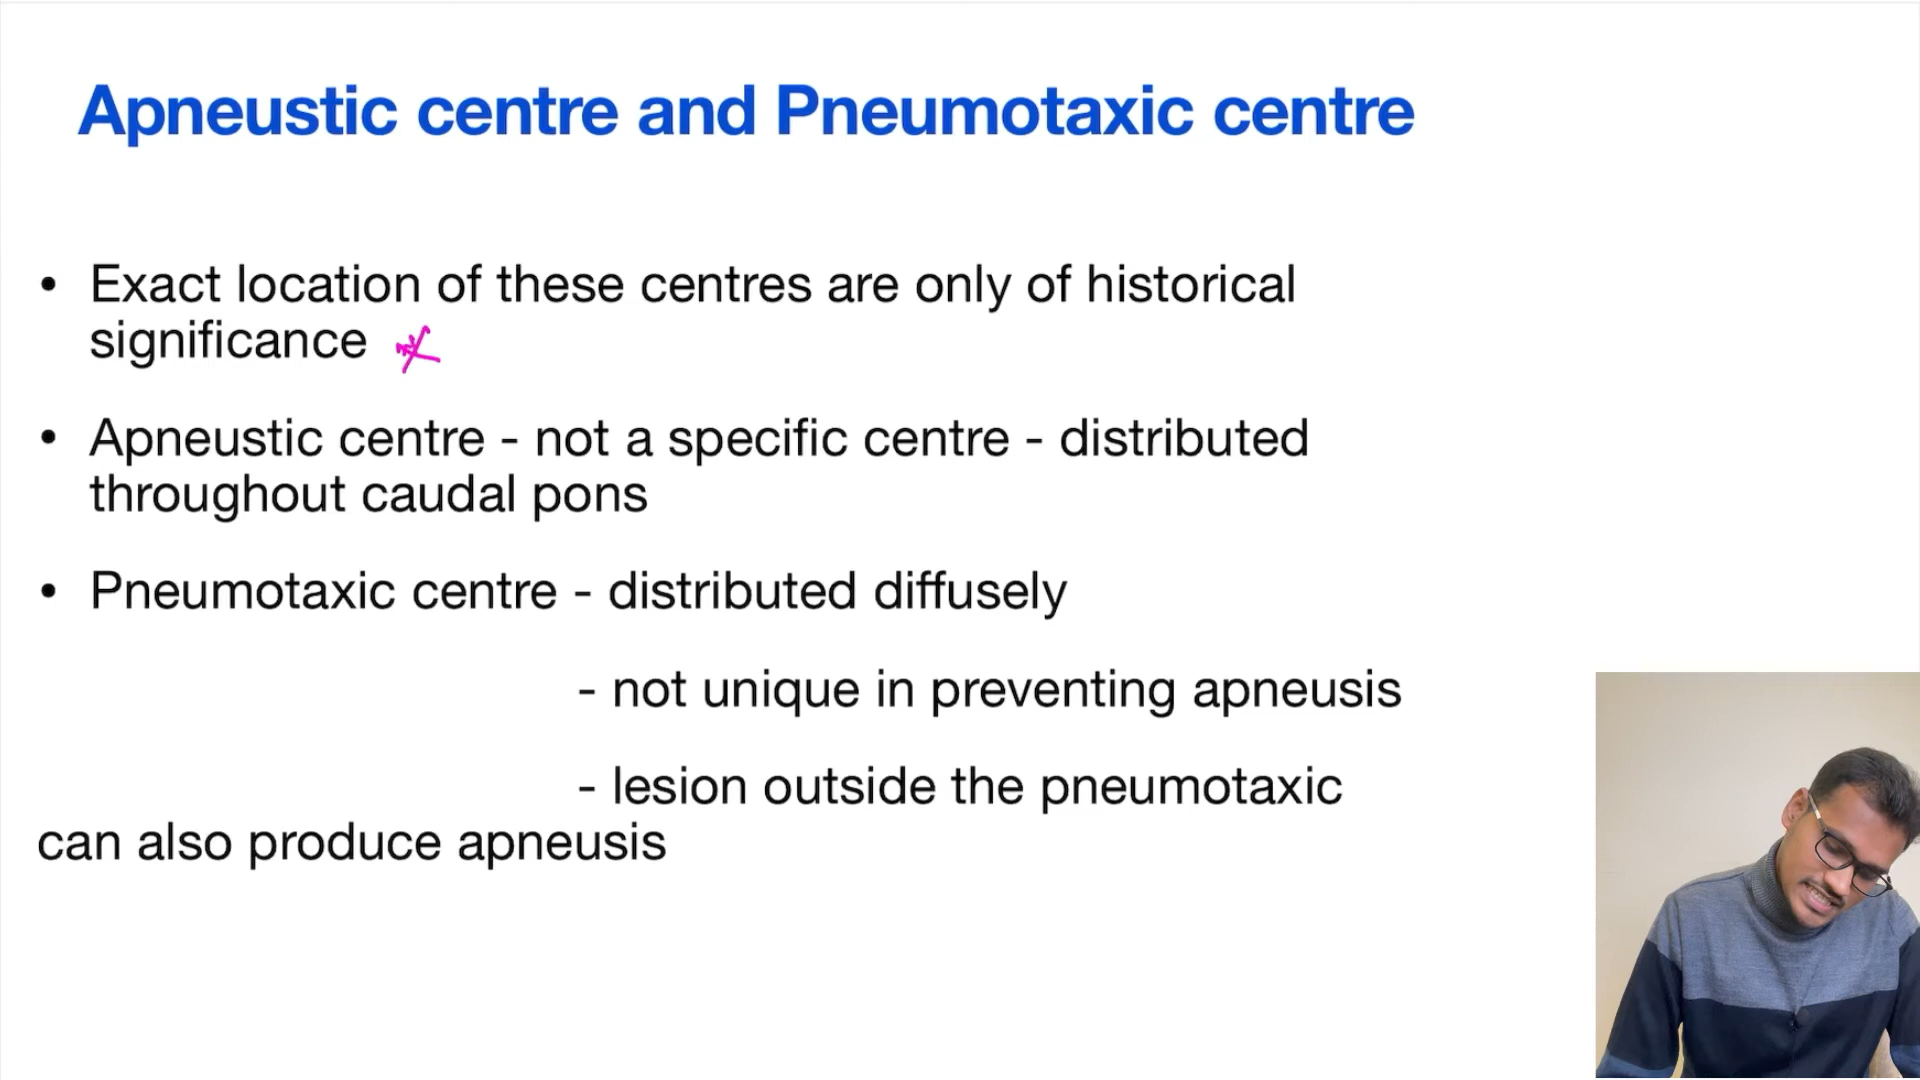 Apneustic centre and Pneumotaxic centre
• Exact location of these centres are only of historical
significance
• Apneustic centre - not a specific centre - distributed
throughout caudal pons
• Pneumotaxic centre - distributed diffusely
- not unique in preventing apneusis
- lesion outside the pneumotaxic
can also produce apneusis